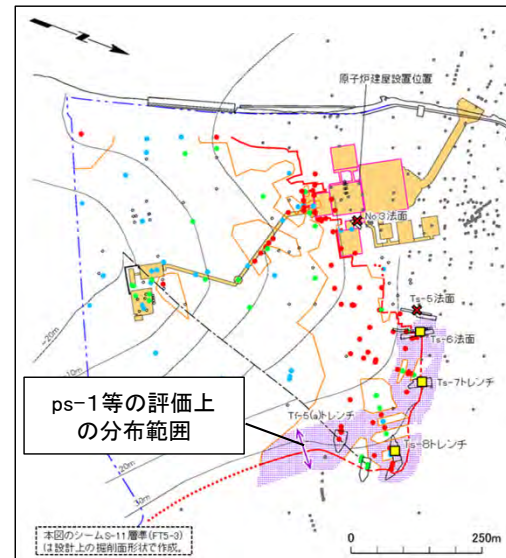 原子炉建屋設置位置
No.3法面
Ts-5法面
Ts-6法面
Ts-7トレンチ
Tf-5(a)トレンチ
Ts-8トレンチ
ps-1等の評価上
の分布範囲
-20m
-10m
-20m
-30m
本図のシームS-11層準(FT5-3)
は設計上の掘削面形状で作成。
0 250m